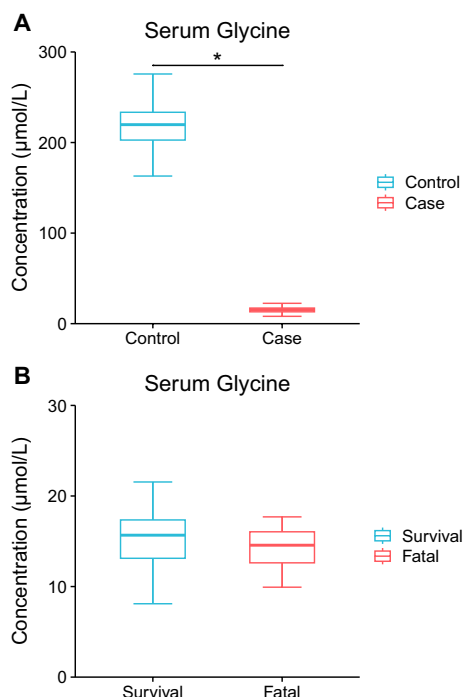 A
Serum Glycine
*
Concentration (µmol/L)
300
200
100
0
Control
Case
Control
Case
B
Serum Glycine
Concentration (µmol/L)
30
20
10
0
Survival
Fatal
Survival
Fatal